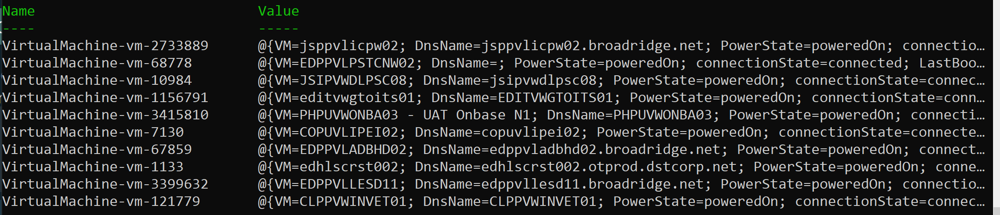 Name Value
---- -----
VirtualMachine-vm-2733889 @{VM=jsppvlicpw02; DnsName=jsppvlicpw02.broadridge.net; PowerState=poweredOn; connectio…
VirtualMachine-vm-68778 @{VM=EDPPVLPSTCNW02; DnsName=; PowerState=poweredOn; connectionState=connected; LastBoo…
VirtualMachine-vm-10984 @{VM=JSIPVWDLPSC08; DnsName=jsipvwdlpsc08; PowerState=poweredOn; connectionState=connec…
VirtualMachine-vm-1156791 @{VM=editvwgtoits01; DnsName=EDITVWGTOITS01; PowerState=poweredOn; connectionState=conn…
VirtualMachine-vm-3415810 @{VM=PHPUVWONBA03 - UAT Onbase N1; DnsName=PHPUVWONBA03; PowerState=poweredOn; connecti…
VirtualMachine-vm-7130 @{VM=COPUVLIPEI02; DnsName=copuvlipei02; PowerState=poweredOn; connectionState=connecte…
VirtualMachine-vm-67859 @{VM=EDPPVLADBHD02; DnsName=edppvladbhd02.broadridge.net; PowerState=poweredOn; connect…
VirtualMachine-vm-1133 @{VM=edhlscrst002; DnsName=edhlscrst002.otprod.dstcorp.net; PowerState=poweredOn; conne…
VirtualMachine-vm-3399632 @{VM=EDPPVLLESD11; DnsName=edppvllesd11.broadridge.net; PowerState=poweredOn; connectio…
VirtualMachine-vm-121779 @{VM=CLPPVWINVET01; DnsName=CLPPVWINVET01; PowerState=poweredOn; connectionState=connec…